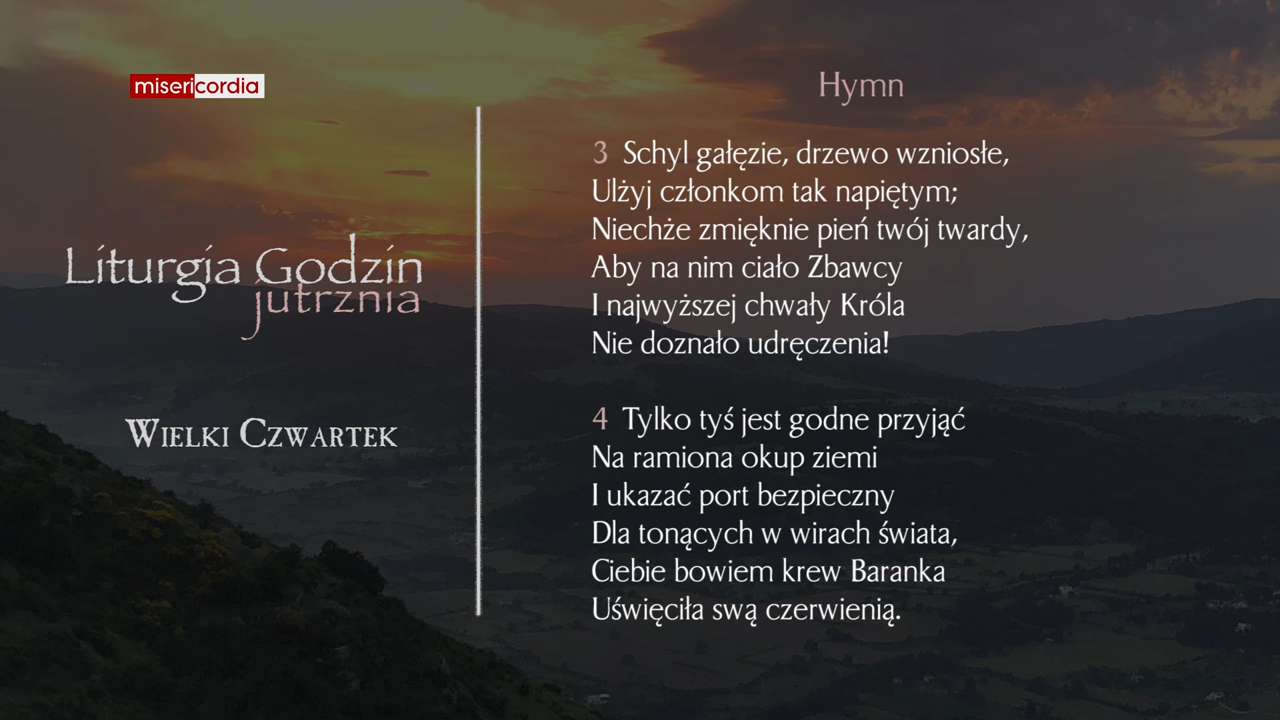 misericordia
Liturgia Godzin
jutrznia
Wielki Czwartek
Hymn
3 Schyl gałęzie, drzewo wzniosłe,
Ulżyj członkom tak napiętym;
Niechże zmięknie pień twój twardy,
Aby na nim ciało Zbawcy
I najwyższej chwały Króla
Nie doznało udręczenia!
4 Tylko tyś jest godne przyjąć
Na ramiona okup ziemi
I ukazać port bezpieczny
Dla tonących w wirach świata,
Ciebie bowiem krew Baranka
Uświęciła swą czerwienią.